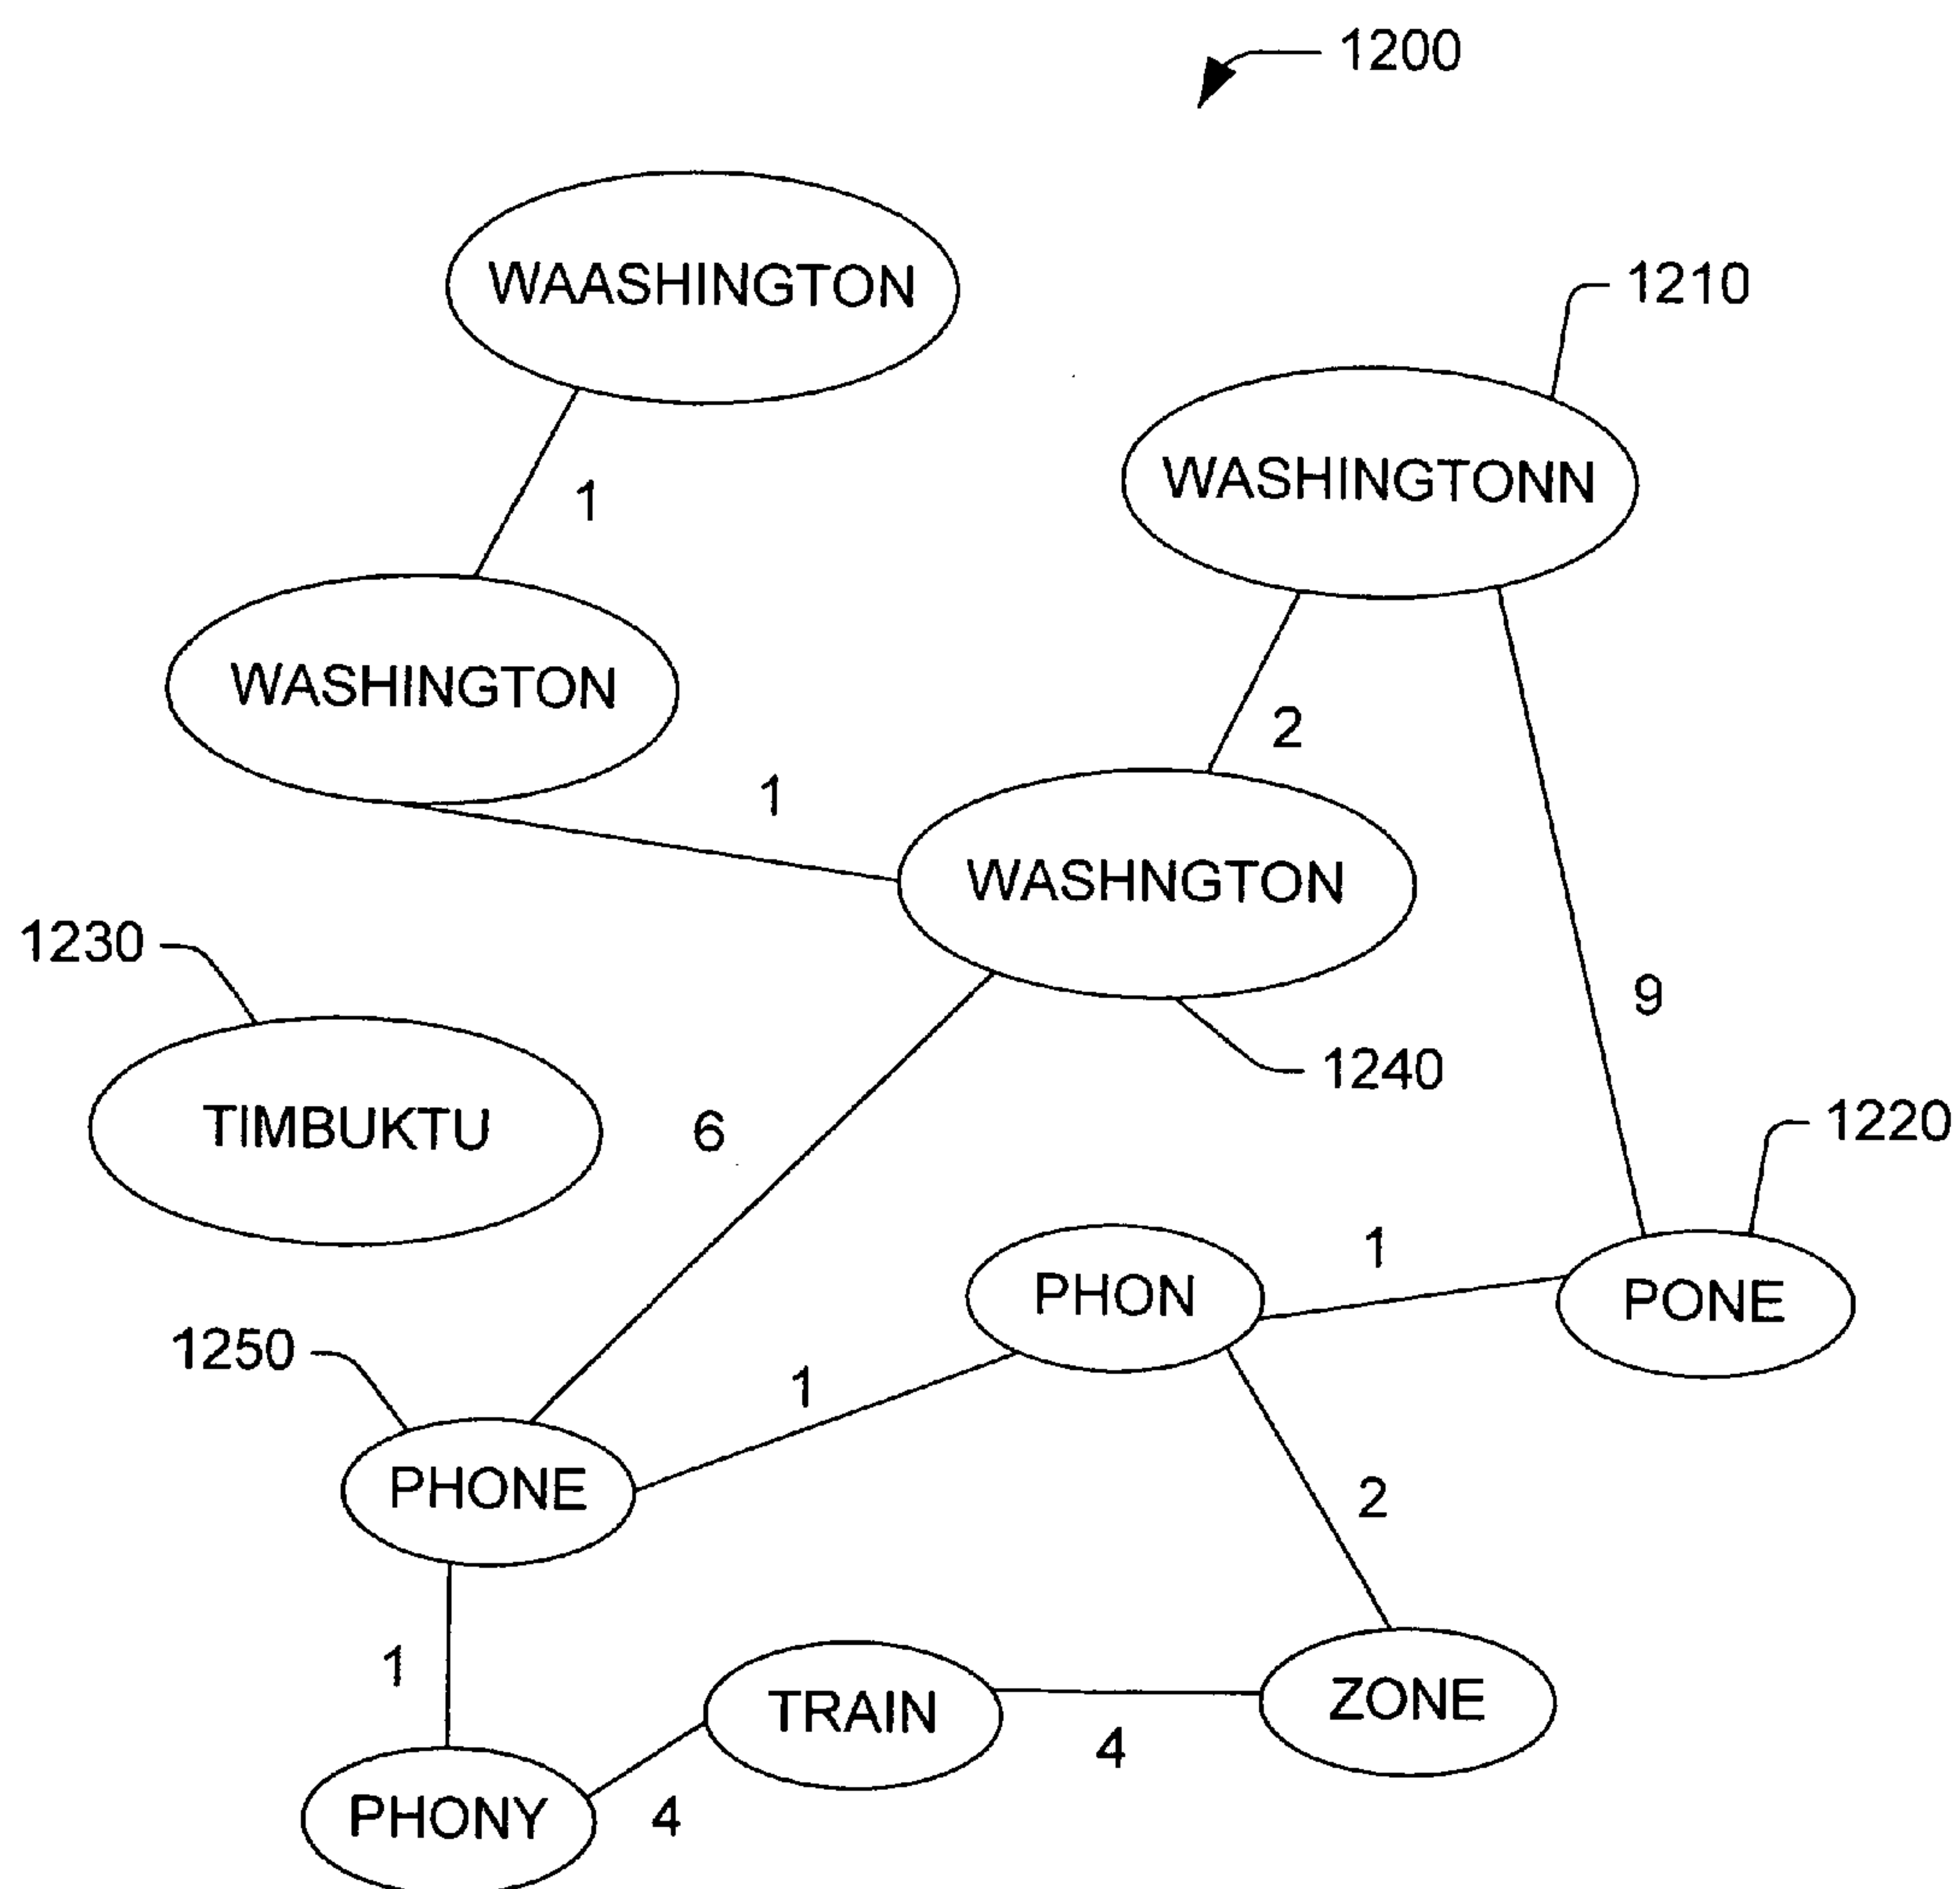 1200
WAASHINGTON
1210
WASHINGTONN
1
WASHINGTON
2
1
WASHNGTON
1230
9
1240
TIMBUKTU
6
1220
PHON
1
PONE
1250
1
PHONE
2
1
TRAIN
4
ZONE
PHONY
4